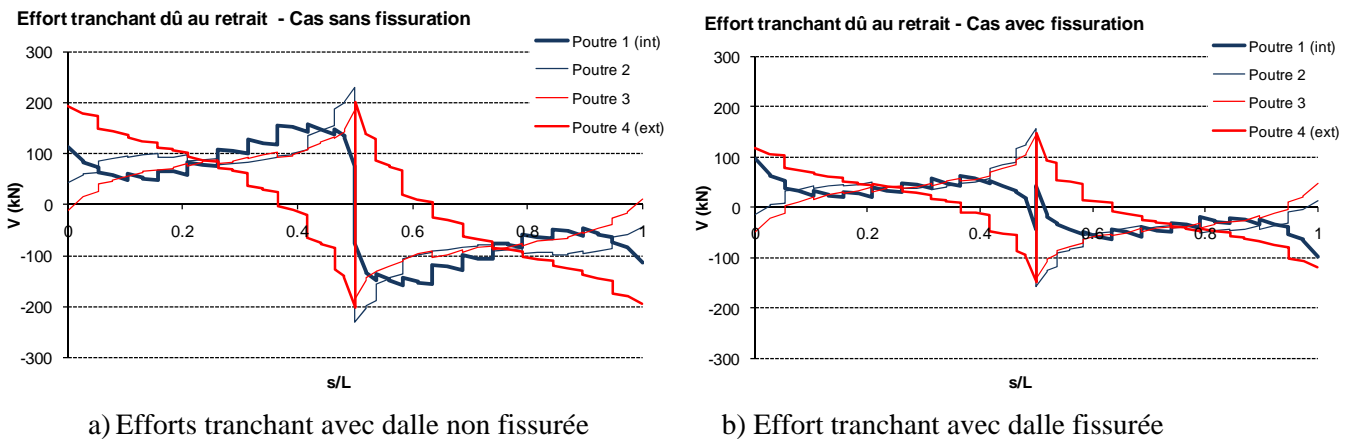 Effort tranchant dû au retrait - Cas sans fissuration
300
200
100
0
-100
-200
-300
V (kN)
0
0.2
0.4
0.6
0.8
1
s/L
Poutre 1 (int)
Poutre 2
Poutre 3
Poutre 4 (ext)
a) Efforts tranchant avec dalle non fissurée
Effort tranchant dû au retrait - Cas avec fissuration
300
200
100
0
-100
-200
-300
V (kN)
0
0.2
0.4
0.6
0.8
1
s/L
Poutre 1 (int)
Poutre 2
Poutre 3
Poutre 4 (ext)
b) Effort tranchant avec dalle fissurée